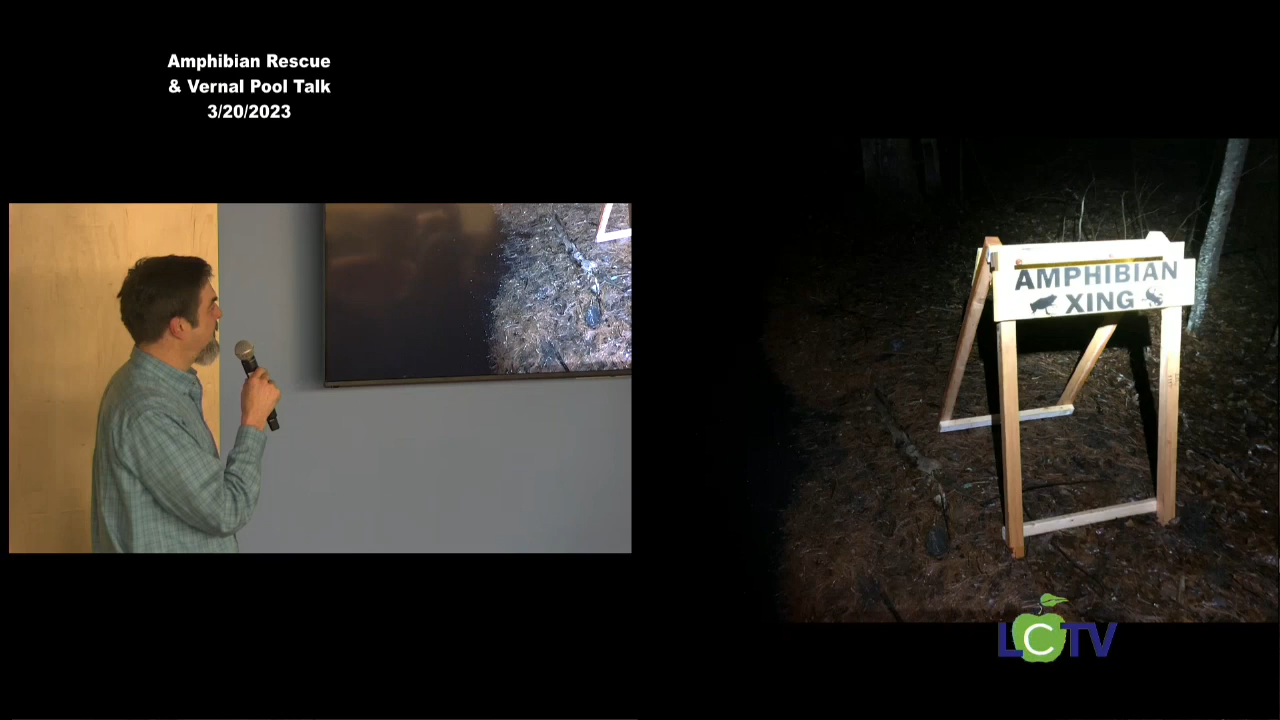 Amphibian Rescue
& Vernal Pool Talk
3/20/2023
AMPHIBIAN
XING
LCTV